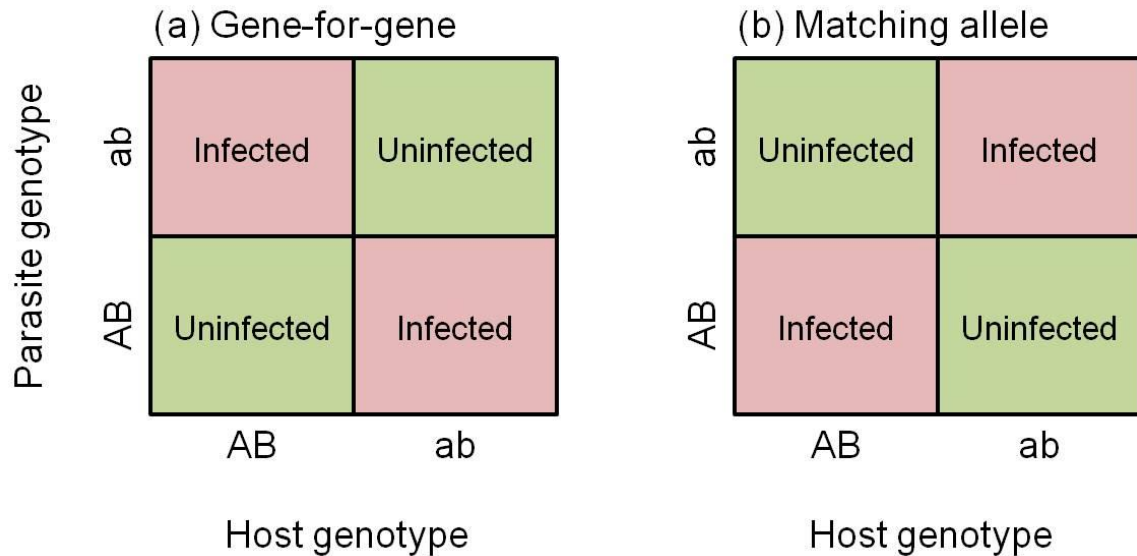 (a) Gene-for-gene
Parasite genotype
ab
Infected
Uninfected
AB
Uninfected
Infected
AB
ab
Host genotype
(b) Matching allele
ab
Uninfected
Infected
AB
Infected
Uninfected
AB
ab
Host genotype